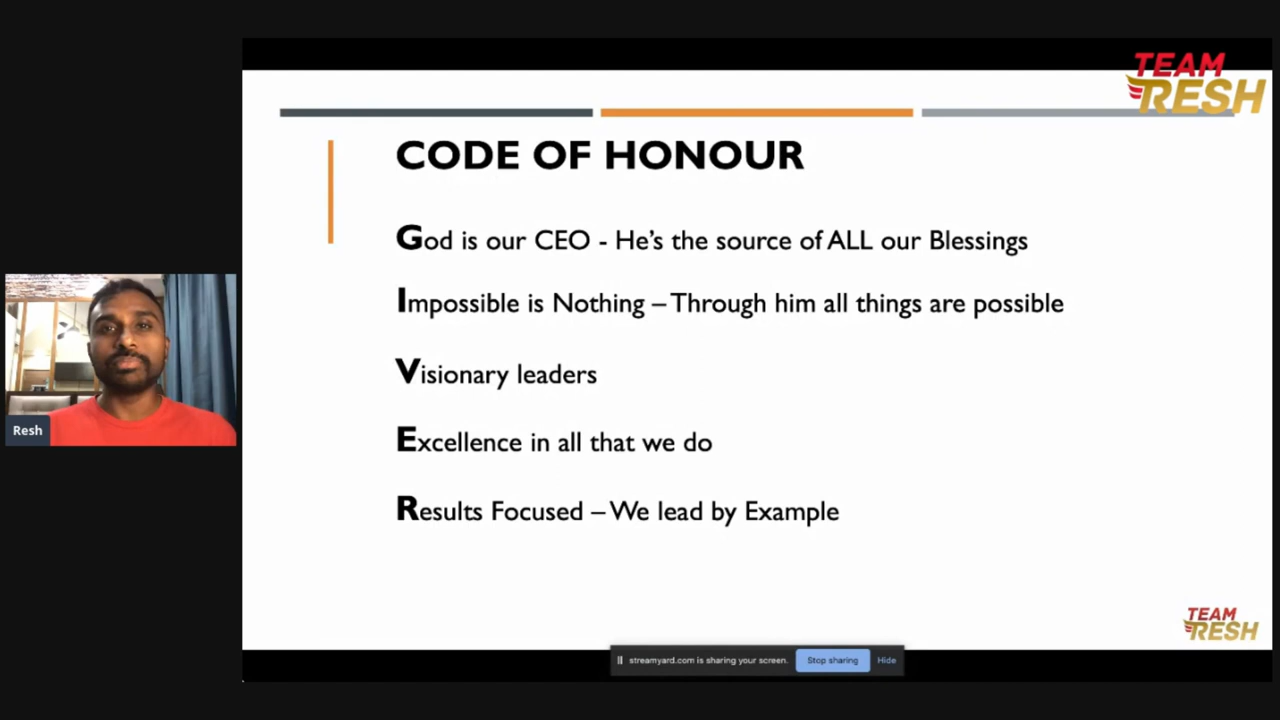 TEAM
RESH
CODE OF HONOUR
God is our CEO - He's the source of ALL our Blessings
Impossible is Nothing – Through him all things are possible
Visionary leaders
Excellence in all that we do
Results Focused – We lead by Example
Resh
TEAM
RESH
streamyard.com is sharing your screen. Stop sharing Hide